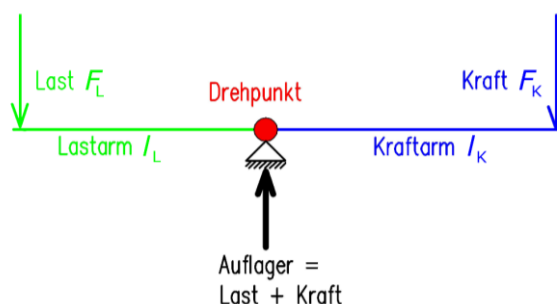 Last F_L
Kraft F_K
Drehpunkt
Lastarm l_L
Kraftarm l_K
Auflager =
Last + Kraft